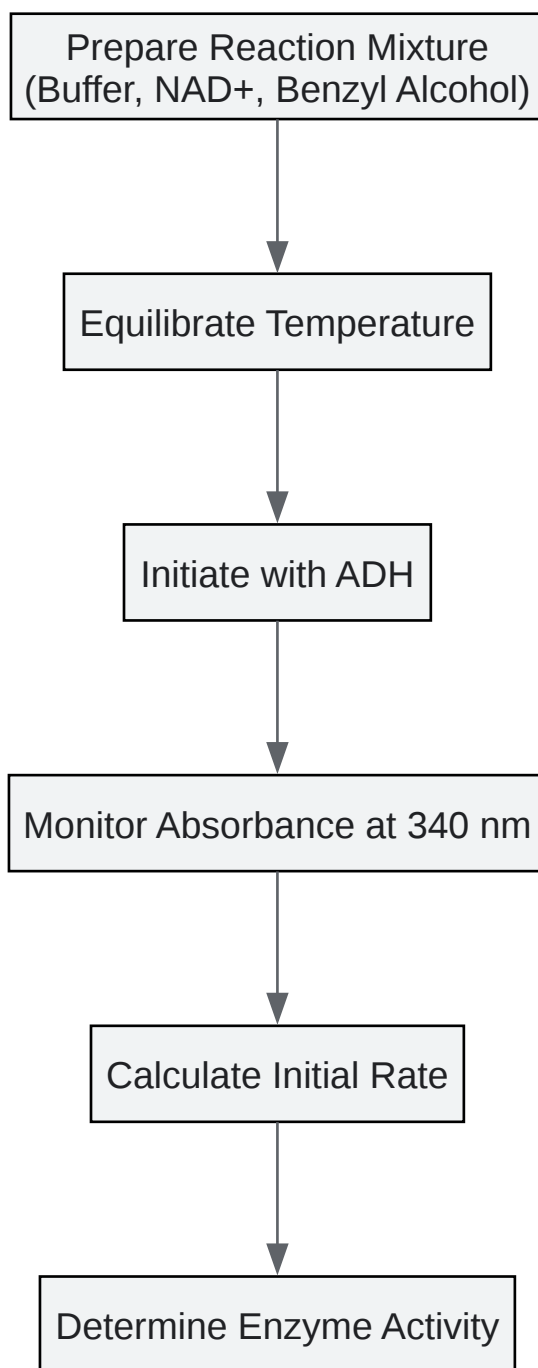 Prepare Reaction Mixture
(Buffer, NAD+, Benzyl Alcohol)
Equilibrate Temperature
Initiate with ADH
Monitor Absorbance at 340 nm
Calculate Initial Rate
Determine Enzyme Activity